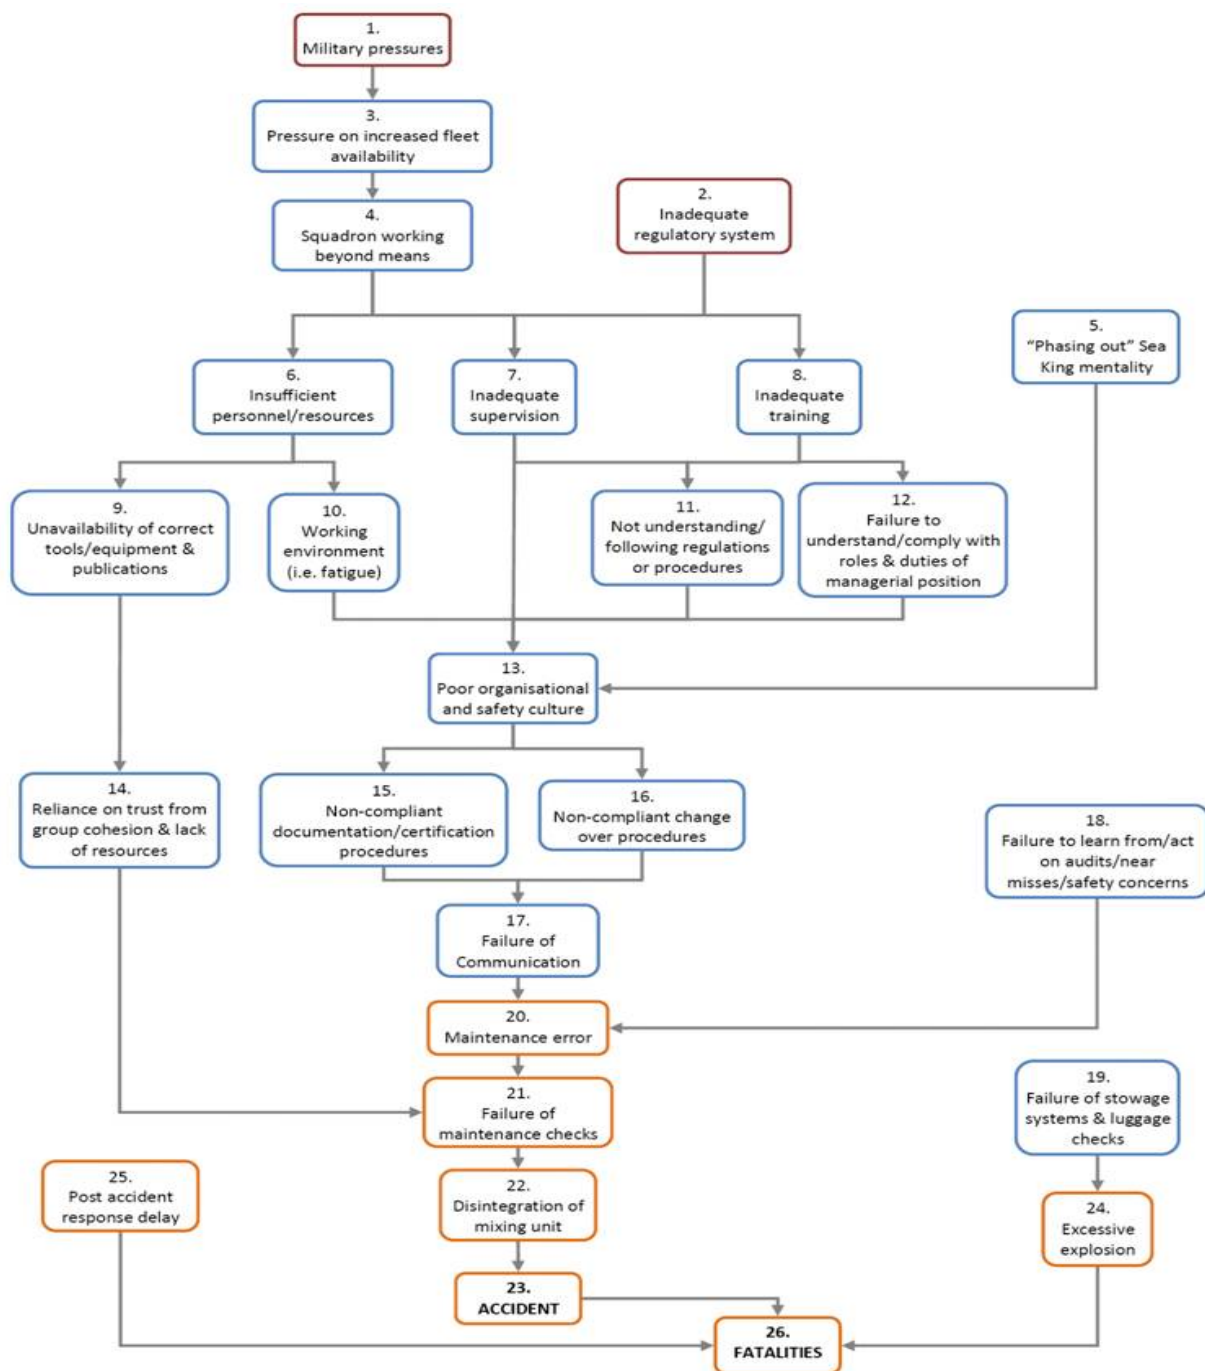 1.
Military pressures
3.
Pressure on increased fleet
availability
2.
Inadequate
regulatory system
4.
Squadron working
beyond means
5.
“Phasing out” Sea
King mentality
6.
Insufficient
personnel/resources
7.
Inadequate
supervision
8.
Inadequate
training
9.
Unavailability of correct
tools/equipment &
publications
10.
Working
environment
(i.e. fatigue)
11.
Not understanding/
following regulations
or procedures
12.
Failure to
understand/comply with
roles & duties of
managerial position
13.
Poor organisational
and safety culture
14.
Reliance on trust from
group cohesion & lack
of resources
15.
Non-compliant
documentation/certification
procedures
16.
Non-compliant change
over procedures
18.
Failure to learn from/act
on audits/near
misses/safety concerns
17.
Failure of
Communication
20.
Maintenance error
21.
Failure of
maintenance checks
19.
Failure of stowage
systems & luggage
checks
25.
Post accident
response delay
22.
Disintegration of
mixing unit
24.
Excessive
explosion
23.
ACCIDENT
26.
FATALITIES